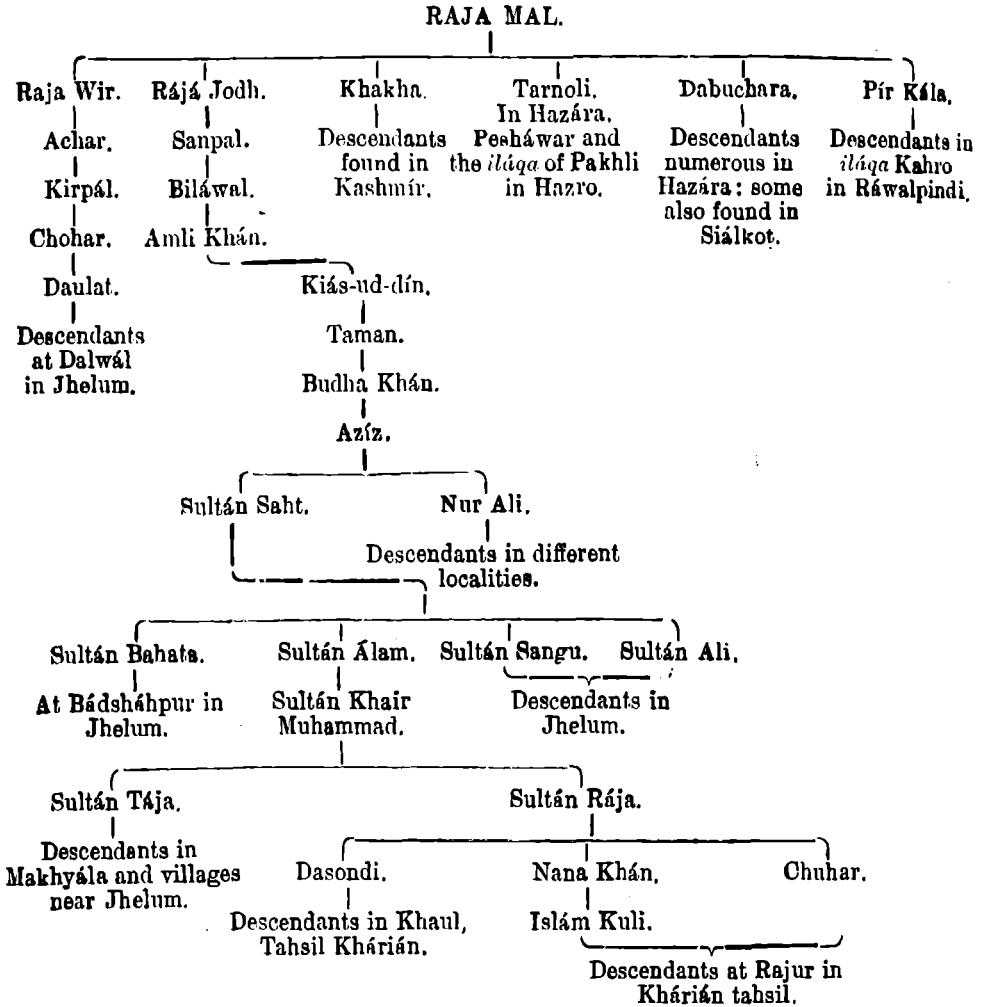 RAJA MAL.
Raja Wir. Rájá Jodh. Khakha. Tarnoli. Dabuchara. Pír Kála.
In Hazára,
Achar. Sanpal. Descendants Pesháwar and Descendants Descendants in
found in the iláqa of Pakhli numerous in iláqa Kahro
Kirpál. Biláwal. Kashmír. in Hazro. Hazára: some in Ráwalpindi.
also found in
Chohar. Amli Khán. Siálkot.
Daulat. Kiás-ud-dín.
Descendants Taman.
at Dalwál
in Jhelum. Budha Khán.
Azíz.
Sultán Saht. Nur Ali.
Descendants in different
localities.
Sultán Bahata. Sultán Álam. Sultán Sangu. Sultán Ali.
At Bádsháhpur in Sultán Khair Descendants in
Jhelum. Muhammad. Jhelum.
Sultán Tája. Sultán Rája.
Descendants in
Makhyála and villages Dasondi. Nana Khán. Chuhar.
near Jhelum.
Descendants in Khaul, Islám Kuli.
Tahsil Khárián.
Descendants at Rajur in
Khárián tahsil.